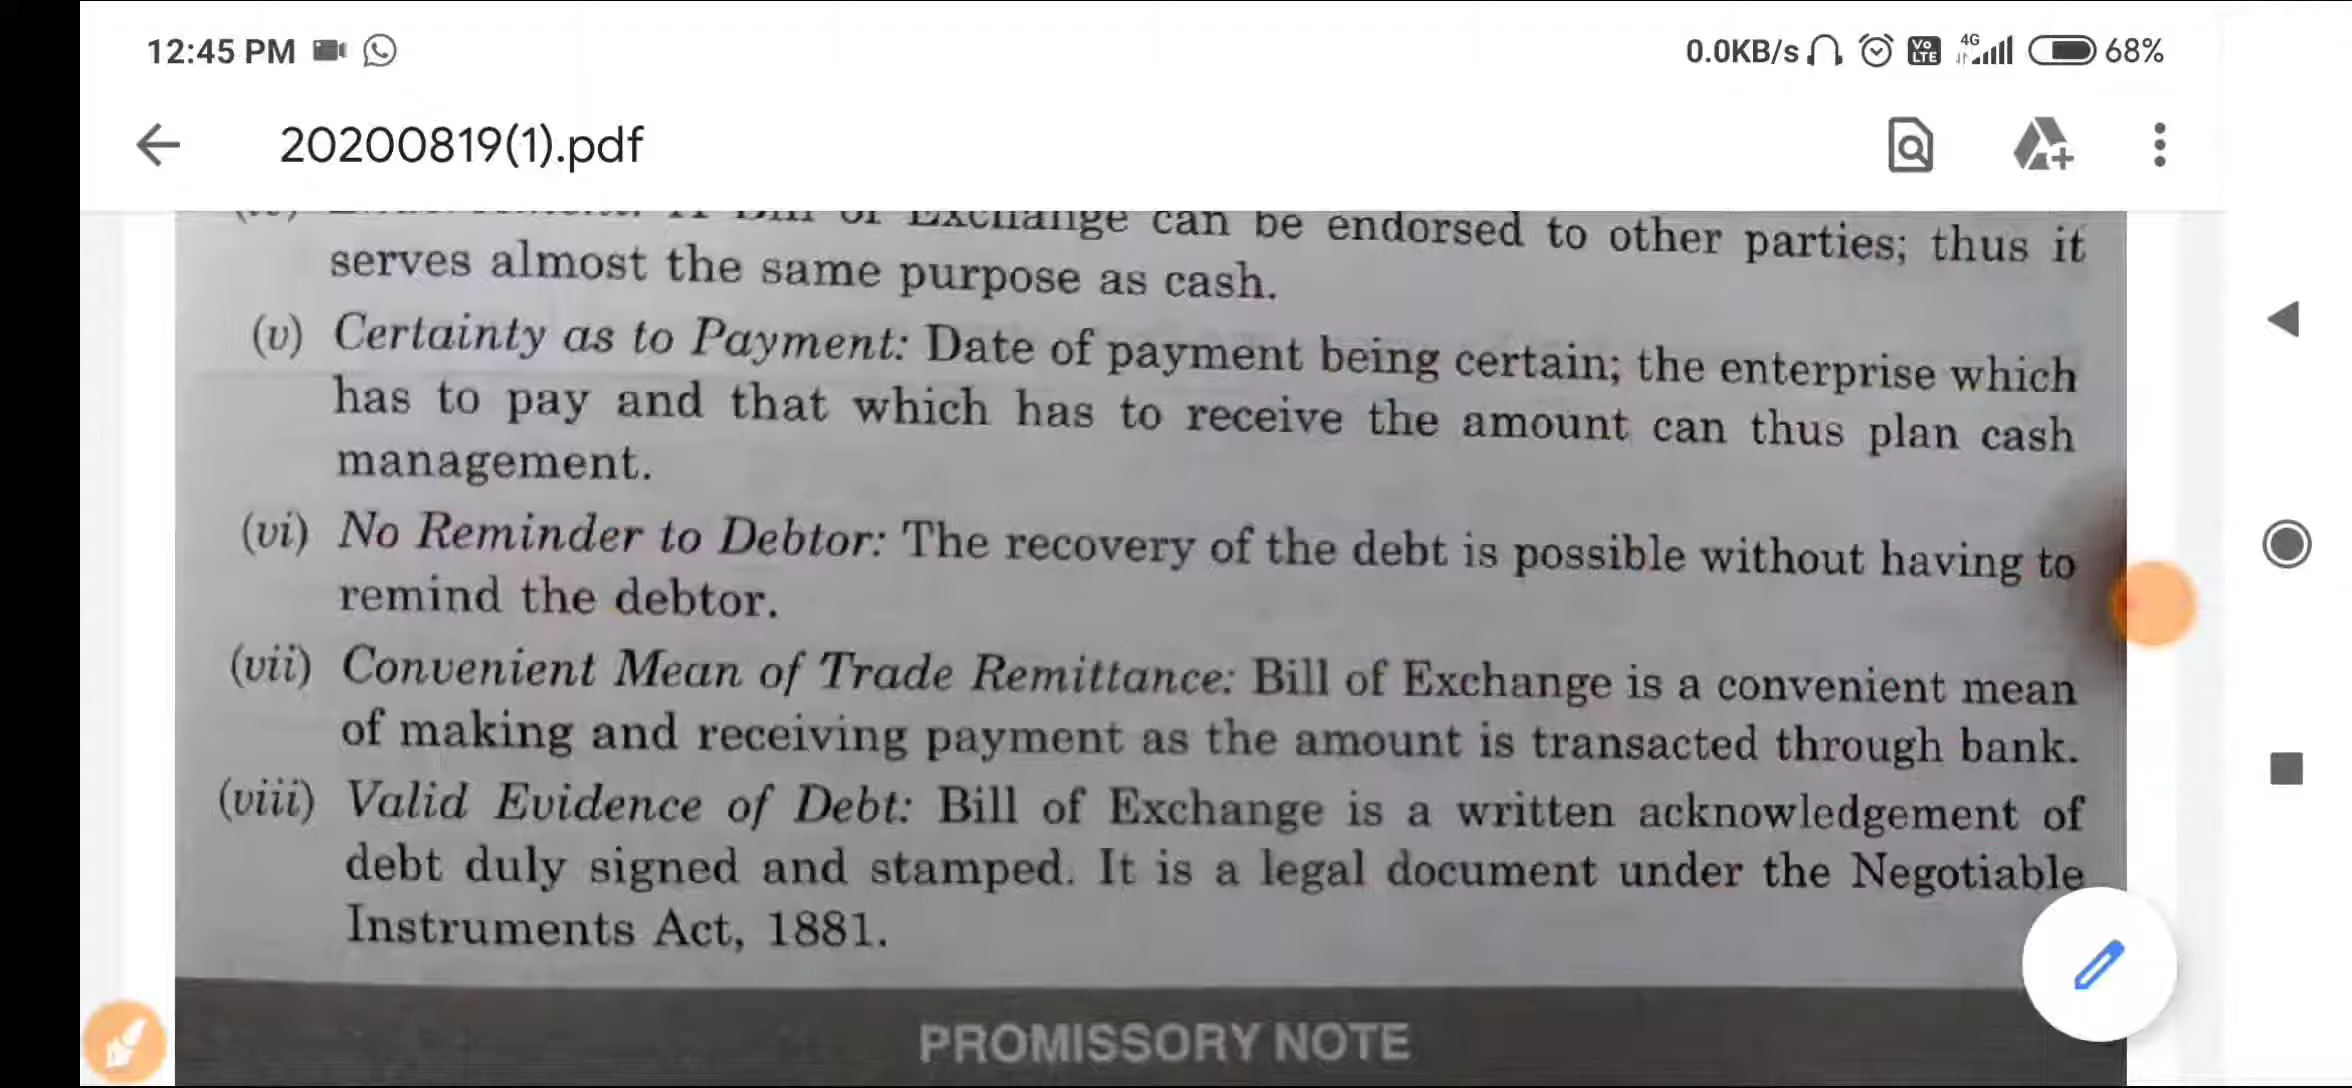 12:45 PM
0.0KB/s Vo LTE 4G 68%
20200819(1).pdf
Bill of Exchange can be endorsed to other parties; thus it
serves almost the same purpose as cash.
(v) Certainty as to Payment: Date of payment being certain; the enterprise which
has to pay and that which has to receive the amount can thus plan cash
management.
(vi) No Reminder to Debtor: The recovery of the debt is possible without having to
remind the debtor.
(vii) Convenient Mean of Trade Remittance: Bill of Exchange is a convenient mean
of making and receiving payment as the amount is transacted through bank.
(viii) Valid Evidence of Debt: Bill of Exchange is a written acknowledgement of
debt duly signed and stamped. It is a legal document under the Negotiable
Instruments Act, 1881.
PROMISSORY NOTE